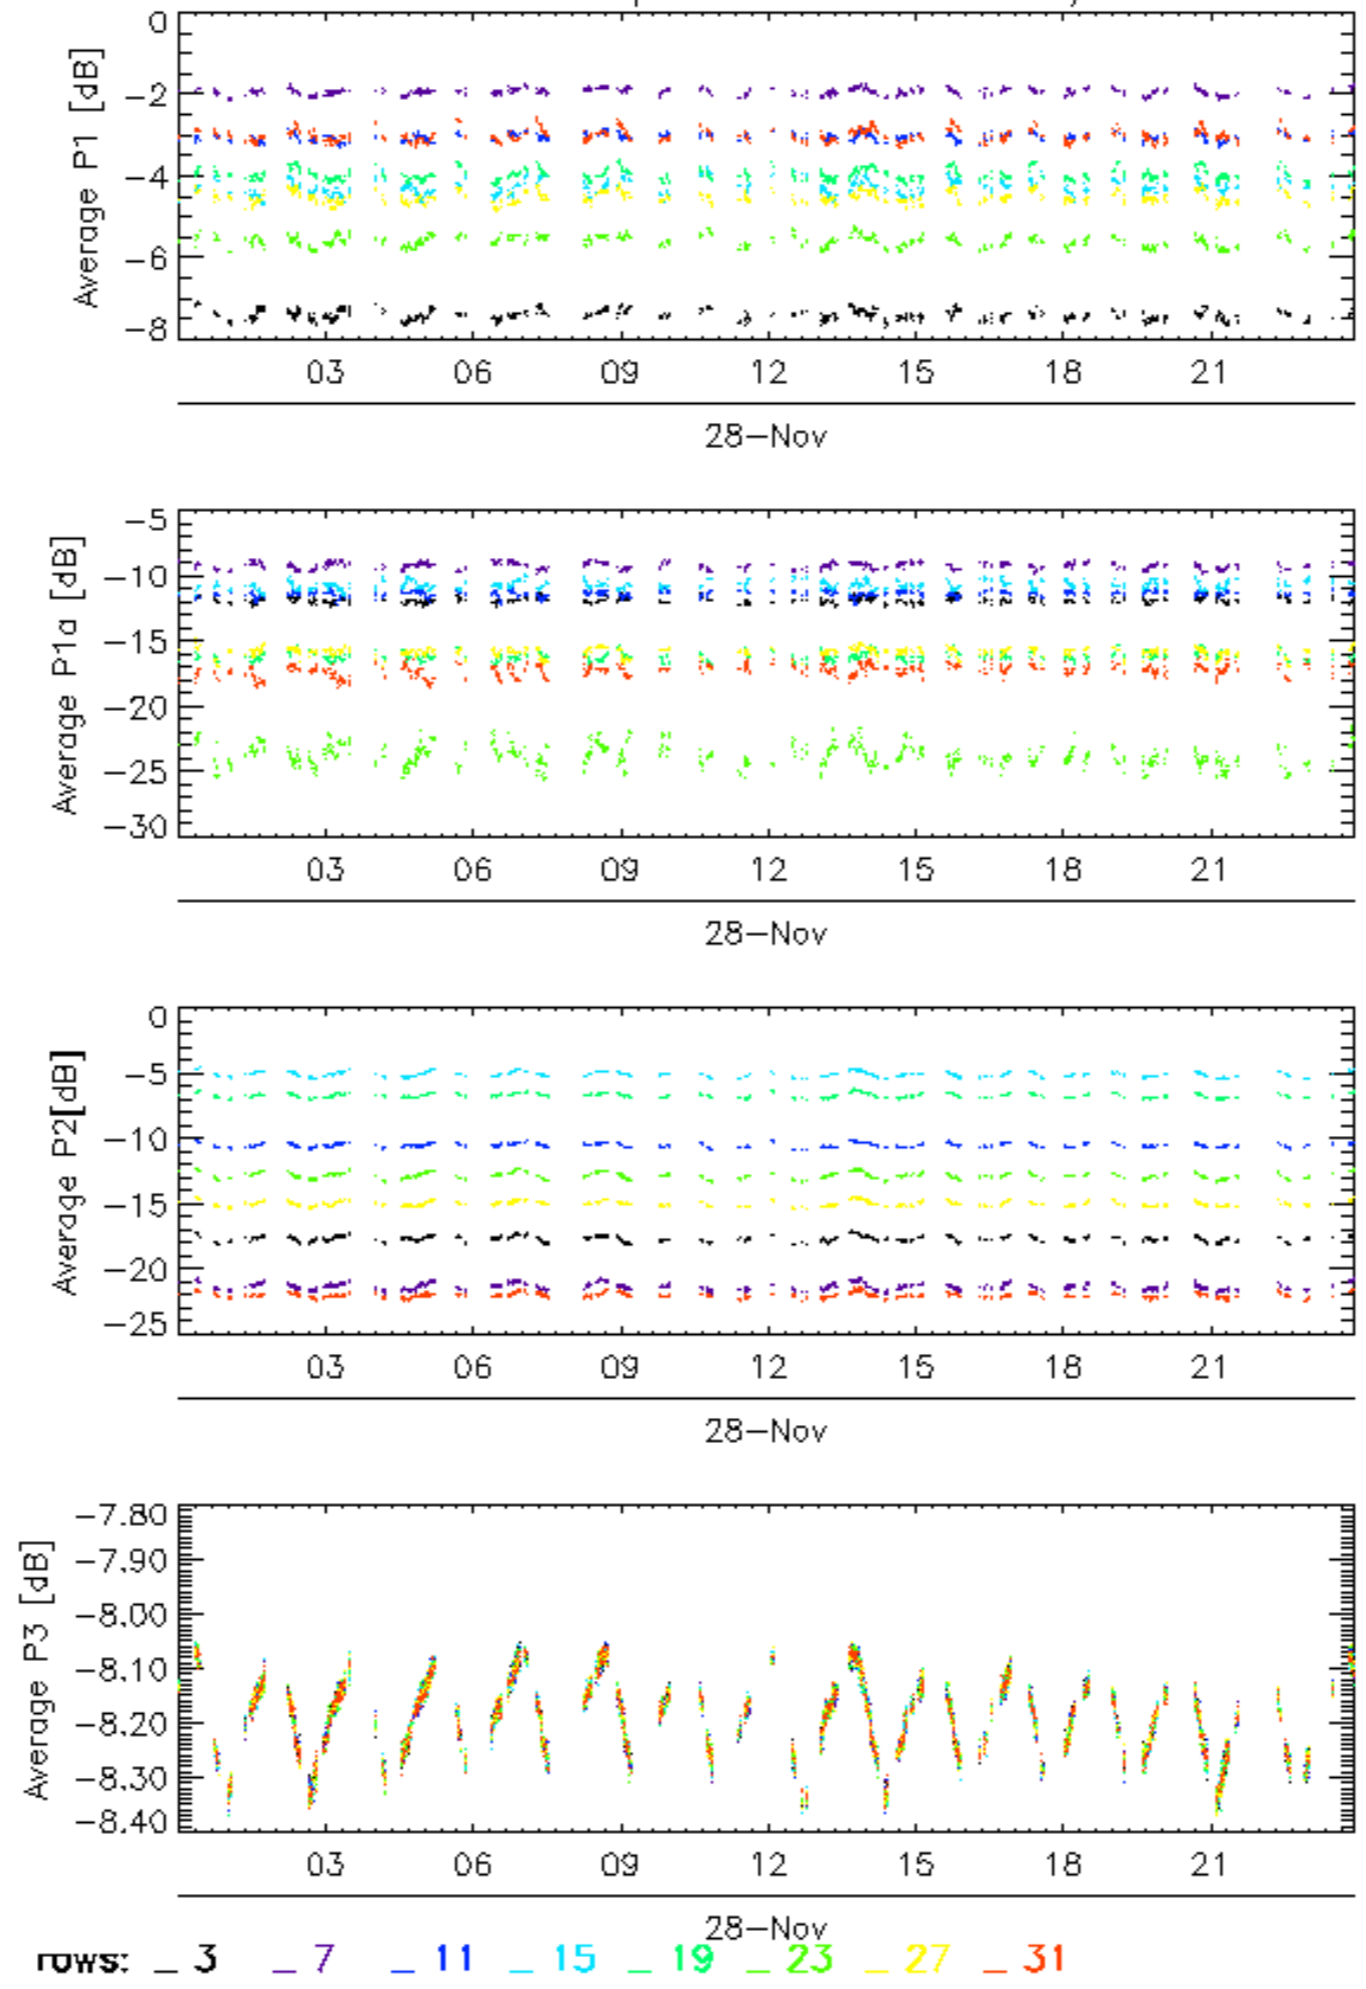 0
−2
−4
−6
−8
Average P1 [dB]
03 06 09 12 15 18 21
28−Nov
−5
−10
−15
−20
−25
−30
Average P1a [dB]
03 06 09 12 15 18 21
28−Nov
0
−5
−10
−15
−20
−25
Average P2[dB]
03 06 09 12 15 18 21
28−Nov
−7.80
−7.90
−8.00
−8.10
−8.20
−8.30
−8.40
Average P3 [dB]
03 06 09 12 15 18 21
28−Nov
rows: _ 3 _ 7 _ 11 _ 15 _ 19 _ 23 _ 27 _ 31